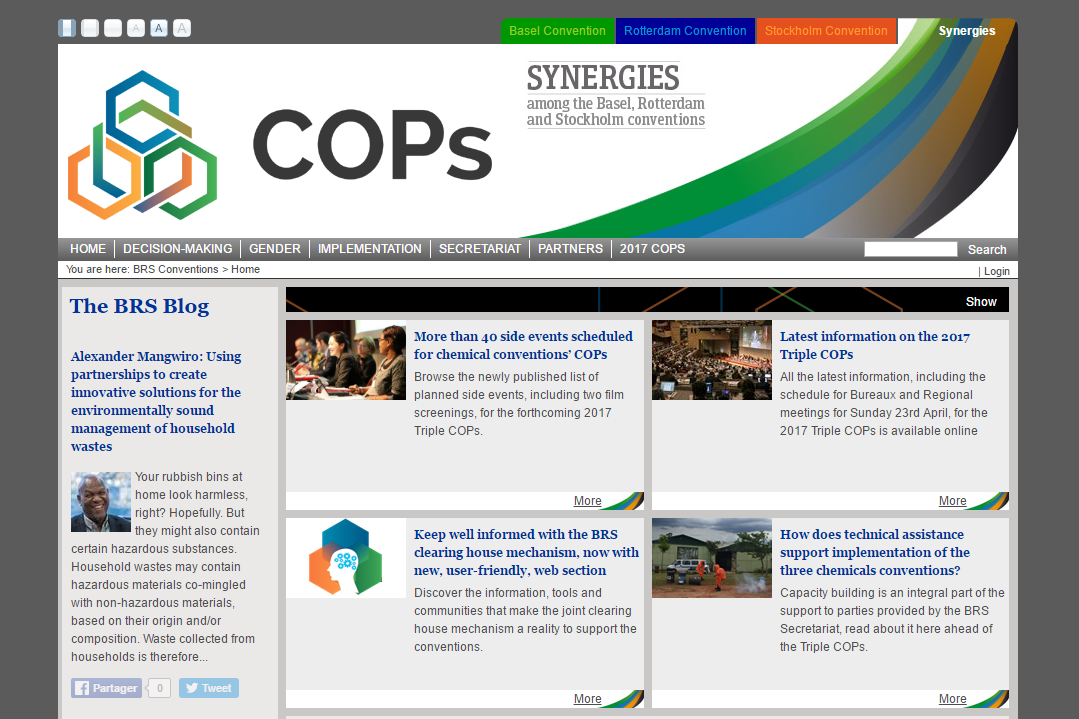 A A A
Basel Convention Rotterdam Convention Stockholm Convention Synergies
COPs
SYNERGIES
among the Basel, Rotterdam
and Stockholm conventions
HOME DECISION-MAKING GENDER IMPLEMENTATION SECRETARIAT PARTNERS 2017 COPS Search
You are here: BRS Conventions > Home | Login
The BRS Blog
Alexander Mangwiro: Using
partnerships to create
innovative solutions for the
environmentally sound
management of household
wastes
Your rubbish bins at
home look harmless,
right? Hopefully. But
they might also contain
certain hazardous substances.
Household wastes may contain
hazardous materials co-mingled
with non-hazardous materials,
based on their origin and/or
composition. Waste collected from
households is therefore...
Partager 0 Tweet
Show
More than 40 side events scheduled
for chemical conventions' COPs
Browse the newly published list of
planned side events, including two film
screenings, for the forthcoming 2017
Triple COPs.
More
Latest information on the 2017
Triple COPs
All the latest information, including the
schedule for Bureaux and Regional
meetings for Sunday 23rd April, for the
2017 Triple COPs is available online
More
Keep well informed with the BRS
clearing house mechanism, now with
new, user-friendly, web section
Discover the information, tools and
communities that make the joint clearing
house mechanism a reality to support the
conventions.
More
How does technical assistance
support implementation of the
three chemicals conventions?
Capacity building is an integral part of the
support to parties provided by the BRS
Secretariat, read about it here ahead of
the Triple COPs.
More